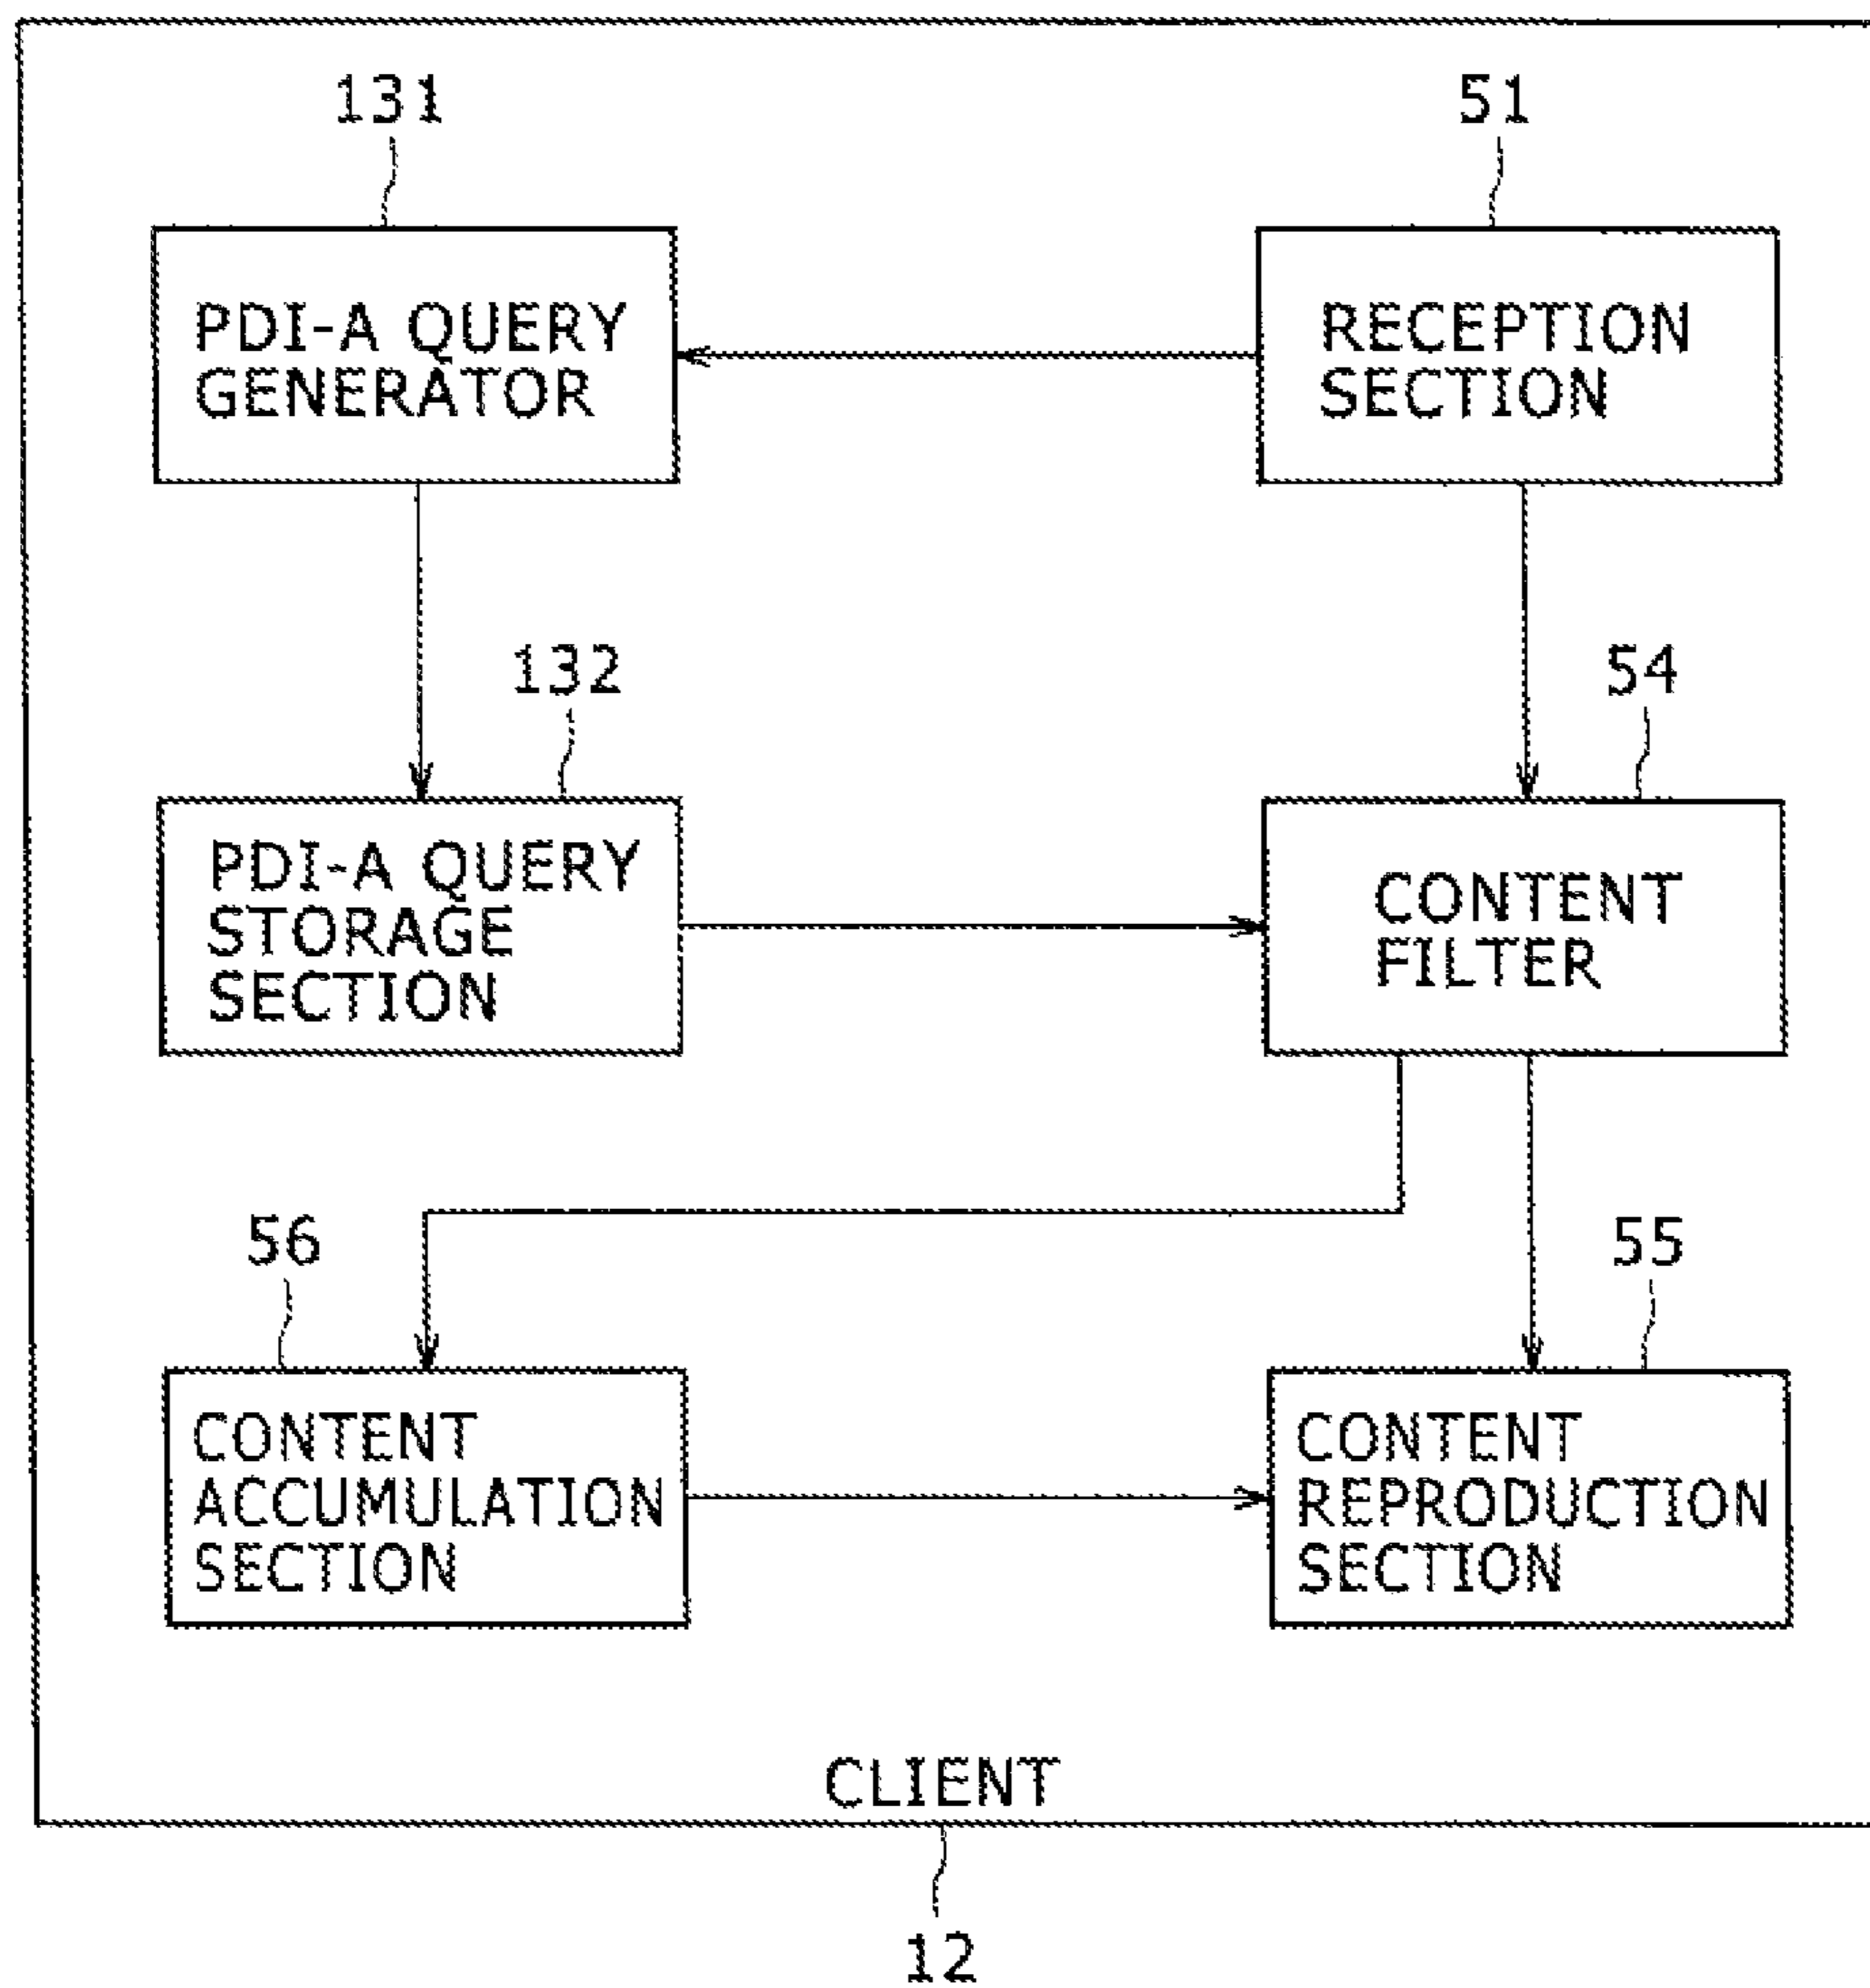 131
51
PDI-A QUERY
GENERATOR
RECEPTION
SECTION
132
54
PDI-A QUERY
STORAGE
SECTION
CONTENT
FILTER
56
55
CONTENT
ACCUMULATION
SECTION
CONTENT
REPRODUCTION
SECTION
CLIENT
12